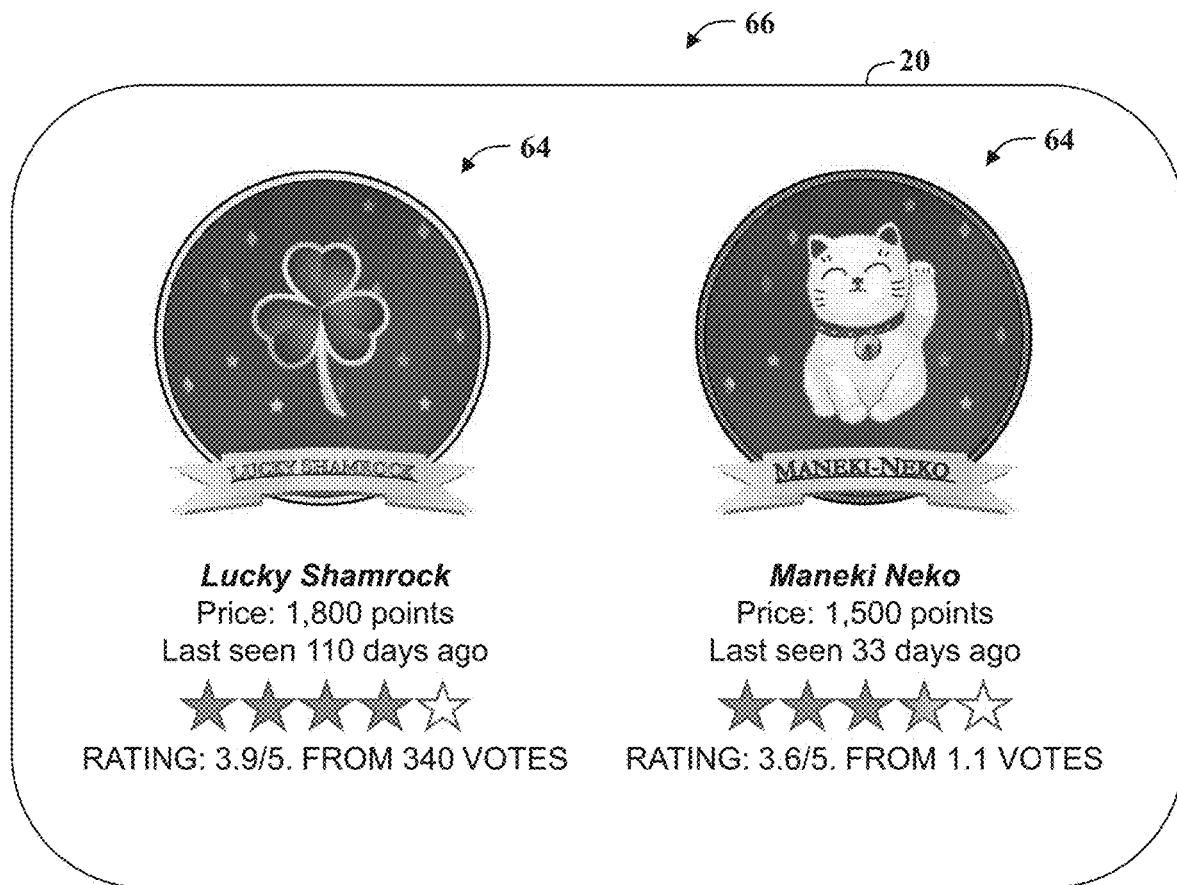 66
20
64
64
LUCKY SHAMROCK
MANEKI-NEKO
Lucky Shamrock
Price: 1,800 points
Last seen 110 days ago
RATING: 3.9/5. FROM 340 VOTES
Maneki Neko
Price: 1,500 points
Last seen 33 days ago
RATING: 3.6/5. FROM 1.1 VOTES